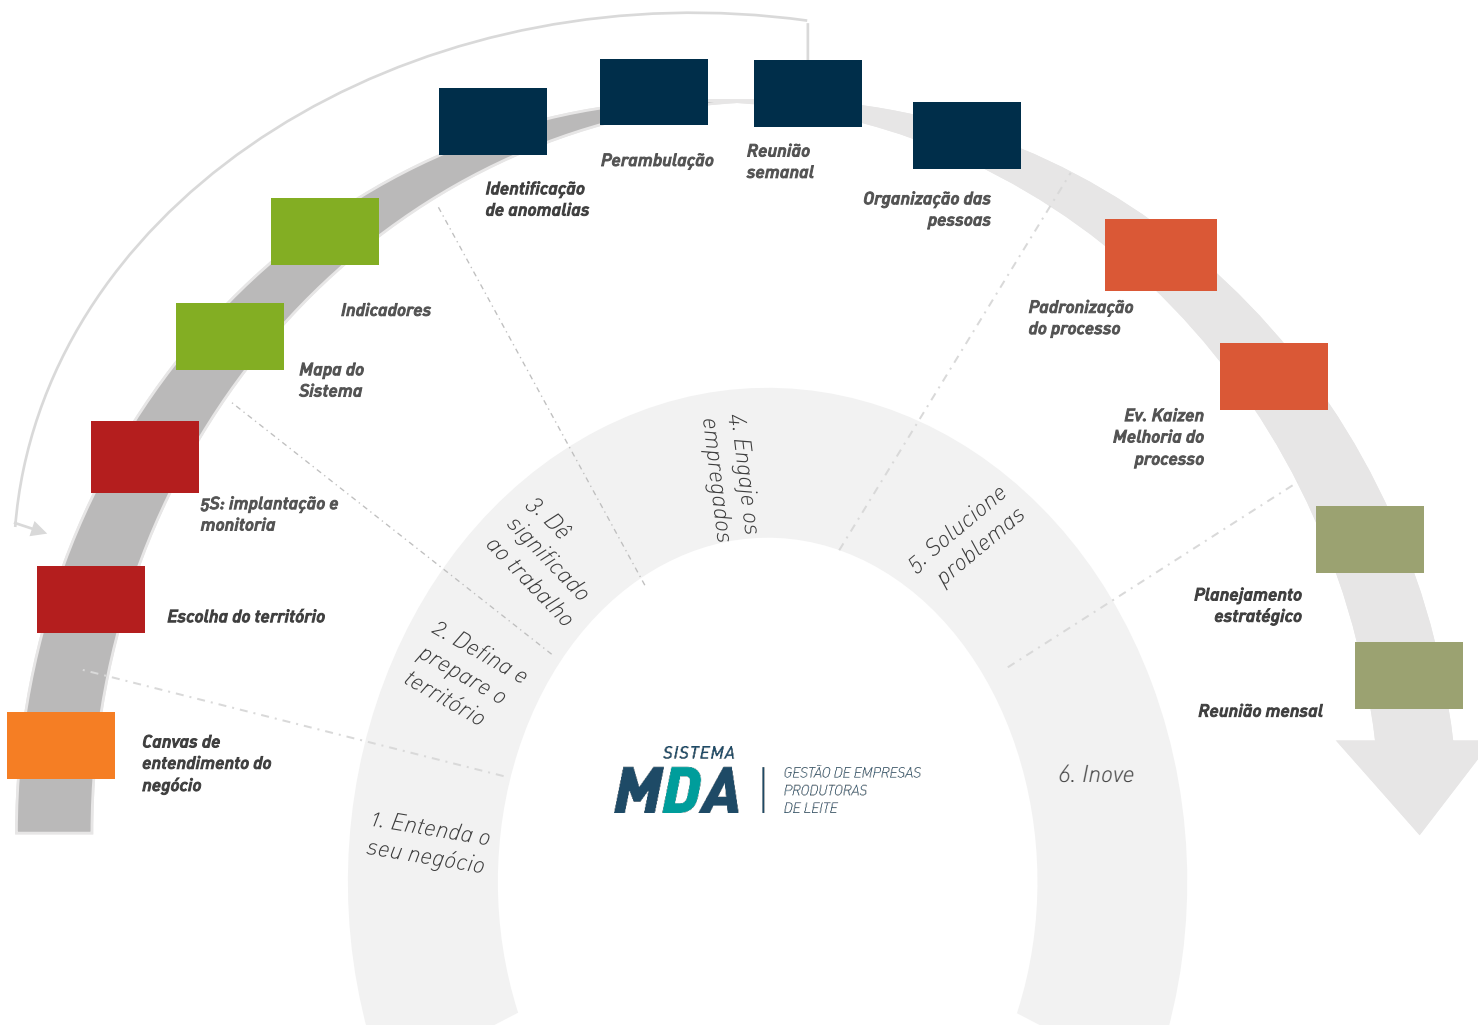 Identificação
de anomalias
Perambulação
Reunião
semanal
Organização das
pessoas
Indicadores
Mapa do
Sistema
5S: implantação e
monitoria
Escolha do território
Canvas de
entendimento do
negócio
Padronização
do processo
Ev. Kaizen
Melhoria do
processo
Planejamento
estratégico
Reunião mensal
1. Entenda o
seu negócio
2. Defina e
prepare o
território
3. Dê
significado
ao trabalho
4. Engaje os
empregados
5. Solucione
problemas
6. Inove
SISTEMA
MDA
GESTÃO DE EMPRESAS
PRODUTORAS
DE LEITE